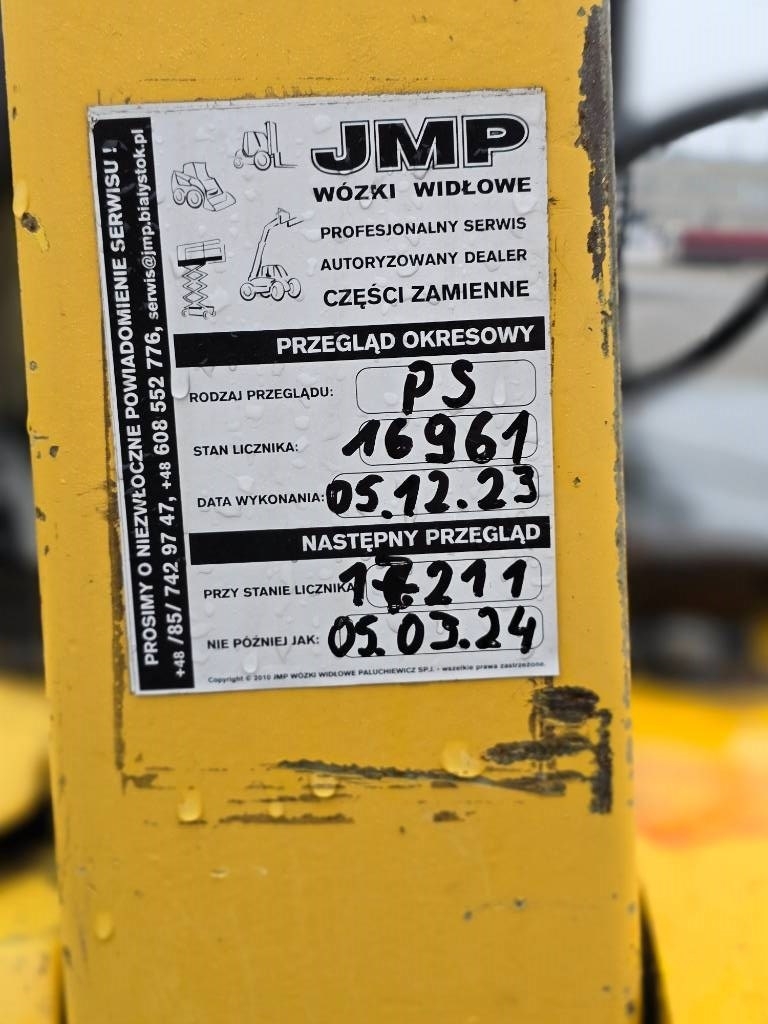 JMP
WÓZKI WIDŁOWE
PROFESJONALNY SERWIS
AUTORYZOWANY DEALER
CZĘŚCI ZAMIENNE
PRZEGLĄD OKRESOWY
RODZAJ PRZEGLĄDU: PS
STAN LICZNIKA: 16961
DATA WYKONANIA: 05.12.23
NASTĘPNY PRZEGLĄD
PRZY STANIE LICZNIKA 17211
NIE PÓŹNIEJ JAK: 05.03.24
Copyright © 2010 JMP WÓZKI WIDŁOWE PALUCHIEWICZ SP.J. - wszelkie prawa zastrzeżone.
PROSIMY O NIEZWŁOCZNE POWIADOMIENIE SERWISU !
+48 /85/ 742 97 47, +48 608 552 776, serwis@jmp.bialystok.pl